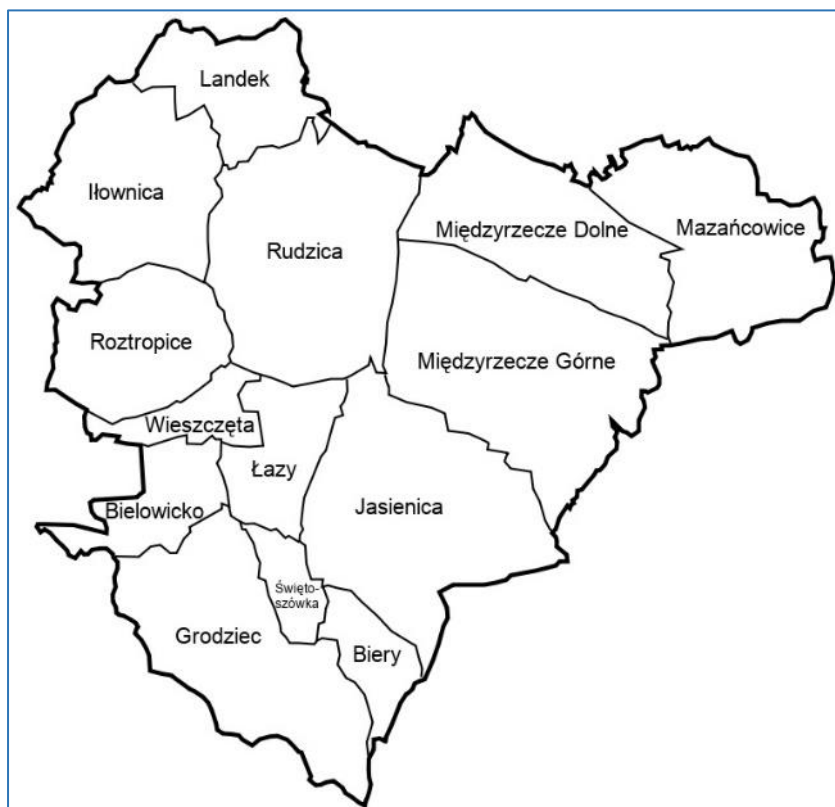 Landek
Iłownica
Rudzica
Międzyrzecze Dolne
Mazańcowice
Roztropice
Międzyrzecze Górne
Wieszczęta
Łazy
Bielowicko
Jasienica
Święto-
szówka
Grodziec
Biery